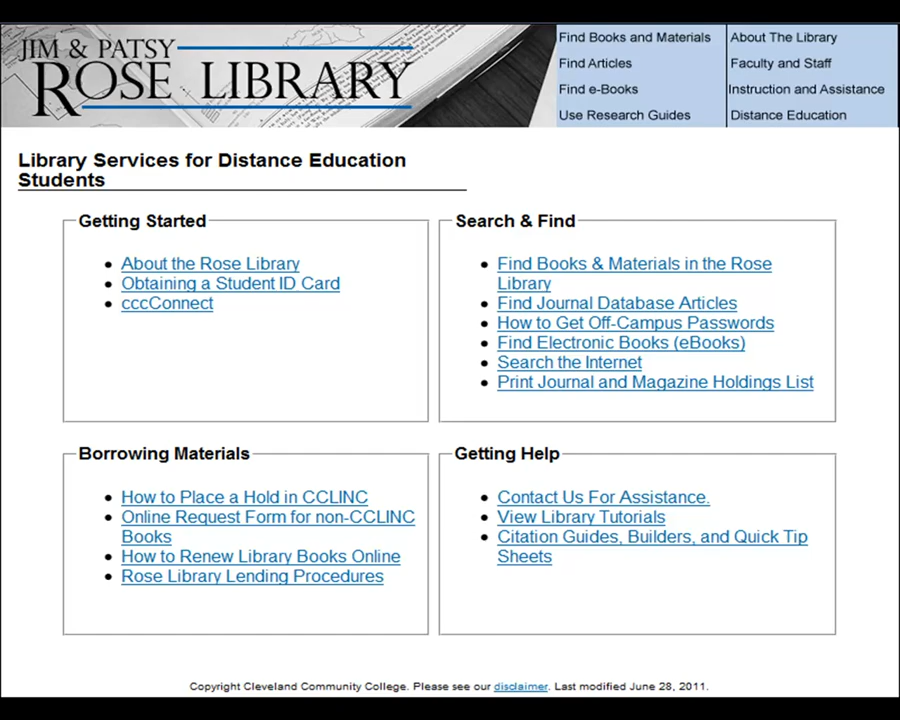 JIM & PATSY
ROSE LIBRARY
Find Books and Materials
Find Articles
Find e-Books
Use Research Guides
About The Library
Faculty and Staff
Instruction and Assistance
Distance Education
Library Services for Distance Education
Students
Getting Started
About the Rose Library
Obtaining a Student ID Card
cccConnect
Search & Find
Find Books & Materials in the Rose
Library
Find Journal Database Articles
How to Get Off-Campus Passwords
Find Electronic Books (eBooks)
Search the Internet
Print Journal and Magazine Holdings List
Borrowing Materials
How to Place a Hold in CCLINC
Online Request Form for non-CCLINC
Books
How to Renew Library Books Online
Rose Library Lending Procedures
Getting Help
Contact Us For Assistance.
View Library Tutorials
Citation Guides, Builders, and Quick Tip
Sheets
Copyright Cleveland Community College. Please see our disclaimer. Last modified June 28, 2011.